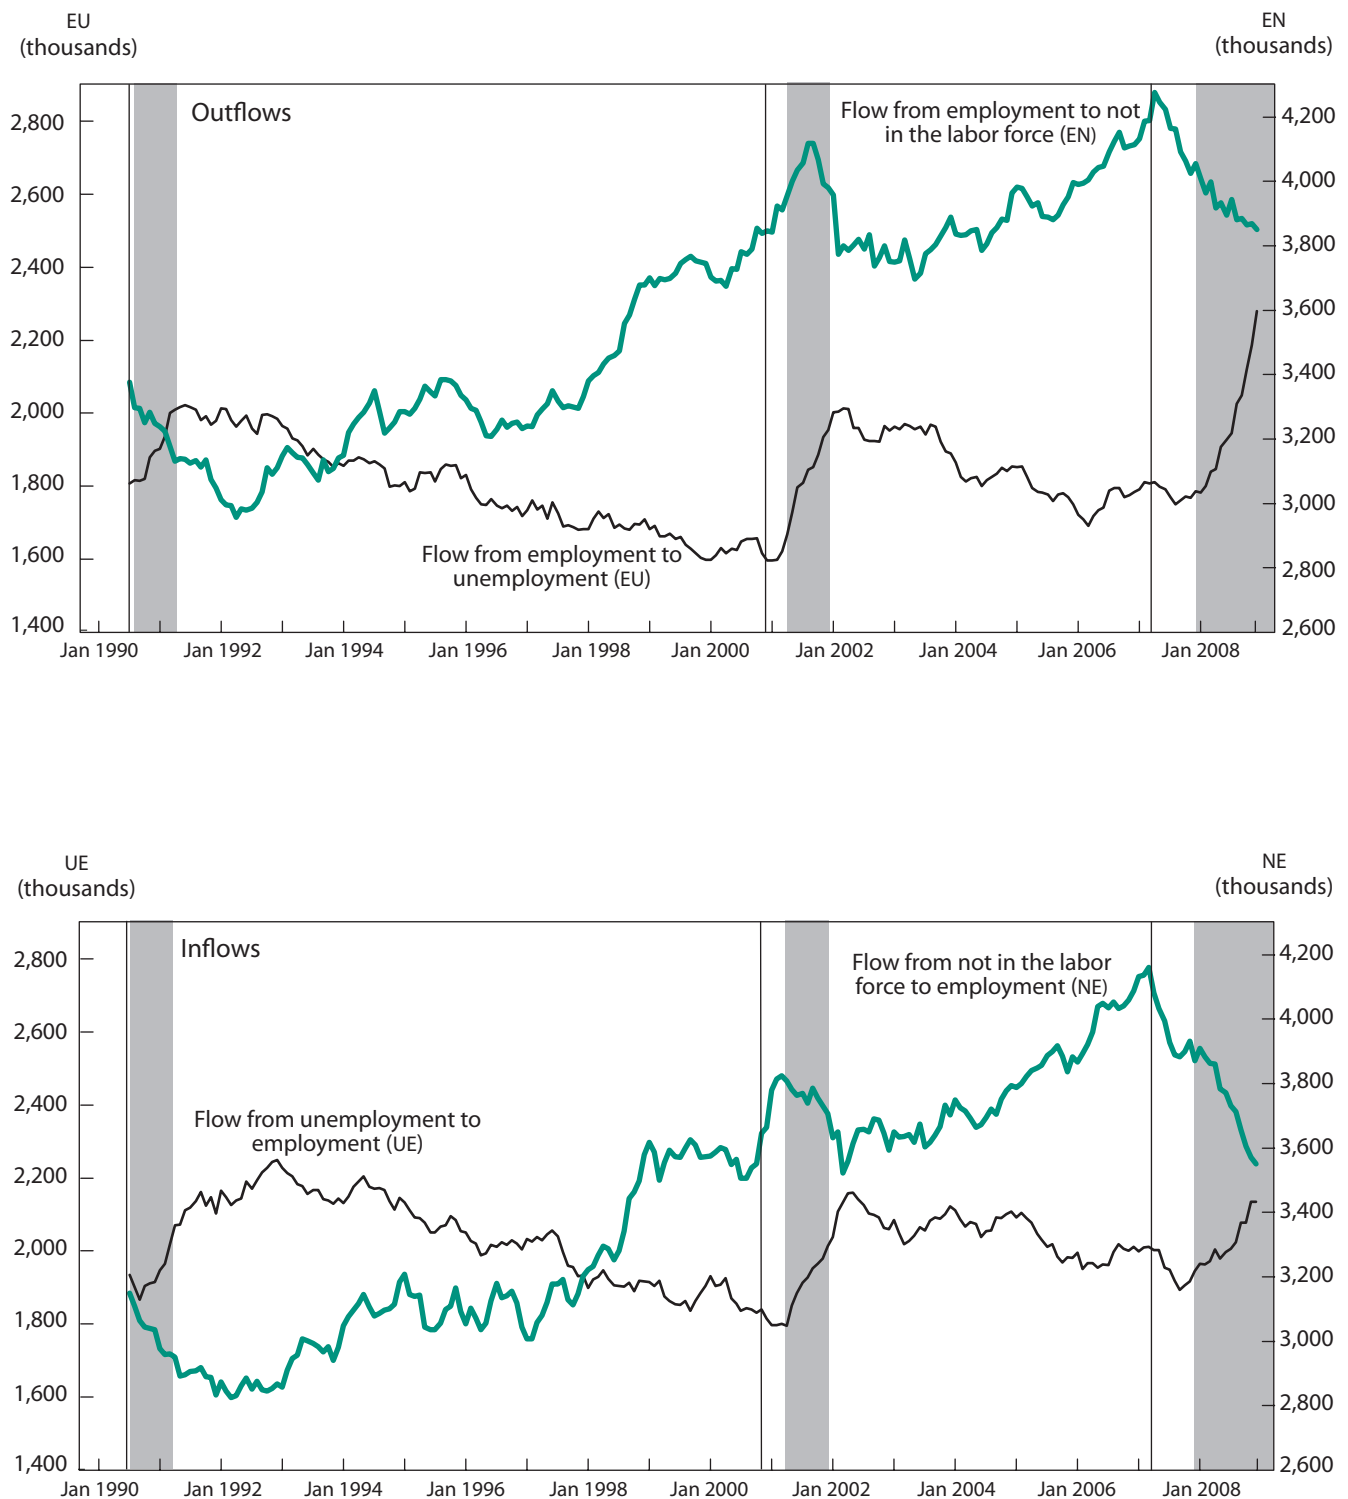 EU
(thousands)
EN
(thousands)
Outflows
Flow from employment to not
in the labor force (EN)
2,800
2,600
2,400
2,200
2,000
1,800
1,600
1,400
4,200
4,000
3,800
3,600
3,400
3,200
3,000
2,800
2,600
Flow from employment to
unemployment (EU)
Jan 1990 Jan 1992 Jan 1994 Jan 1996 Jan 1998 Jan 2000 Jan 2002 Jan 2004 Jan 2006 Jan 2008
UE
(thousands)
NE
(thousands)
Inflows
Flow from not in the labor
force to employment (NE)
2,800
2,600
2,400
2,200
2,000
1,800
1,600
1,400
4,200
4,000
3,800
3,600
3,400
3,200
3,000
2,800
2,600
Flow from unemployment to
employment (UE)
Jan 1990 Jan 1992 Jan 1994 Jan 1996 Jan 1998 Jan 2000 Jan 2002 Jan 2004 Jan 2006 Jan 2008